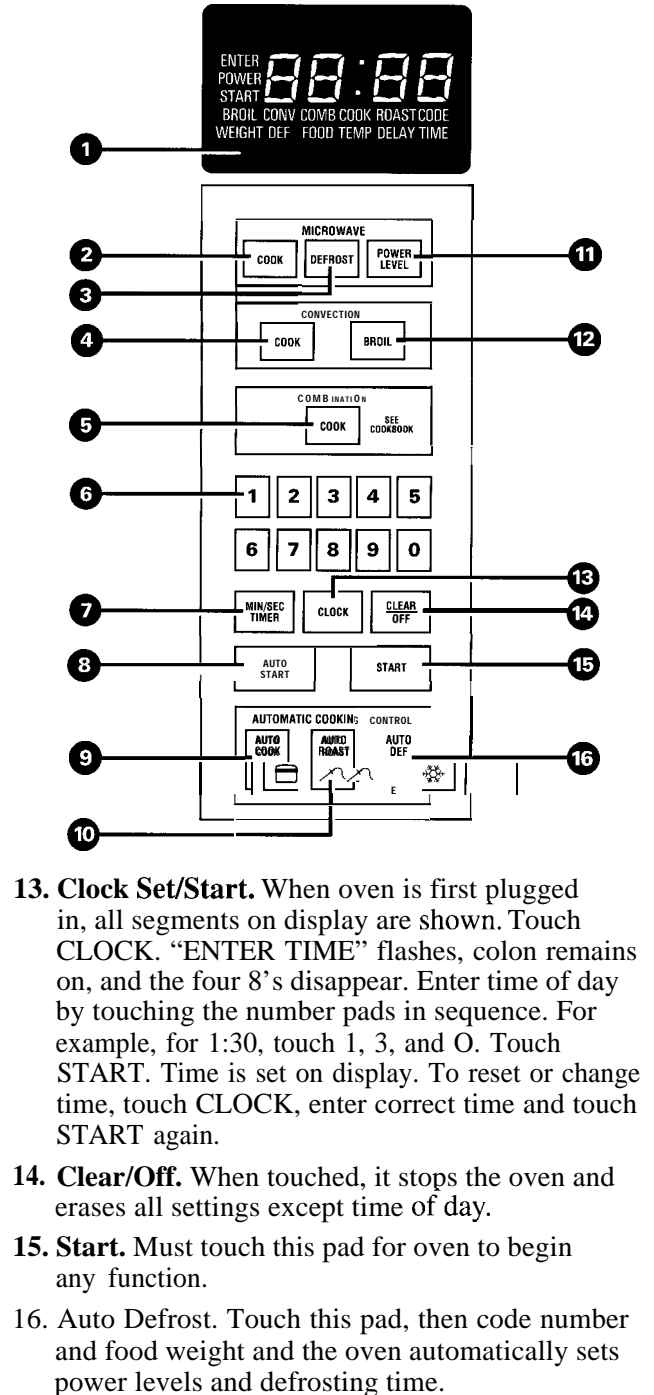 ENTER
POWER
START
88:88
BROIL CONV COMB COOK ROAST CODE
WEIGHT DEF FOOD TEMP DELAY TIME
1
MICROWAVE
2 COOK DEFROST POWER LEVEL 11
3
CONVECTION
4 COOK BROIL 12
COMBINATION
5 COOK SEE COOKBOOK
6 1 2 3 4 5
6 7 8 9 0
13
7 MIN/SEC TIMER CLOCK CLEAR OFF 14
8 AUTO START START 15
AUTOMATIC COOKING CONTROL
9 AUTO COOK AUTO ROAST AUTO DEF 16
E
10
13. Clock Set/Start. When oven is first plugged
in, all segments on display are shown. Touch
CLOCK. “ENTER TIME” flashes, colon remains
on, and the four 8’s disappear. Enter time of day
by touching the number pads in sequence. For
example, for 1:30, touch 1, 3, and O. Touch
START. Time is set on display. To reset or change
time, touch CLOCK, enter correct time and touch
START again.
14. Clear/Off. When touched, it stops the oven and
erases all settings except time of day.
15. Start. Must touch this pad for oven to begin
any function.
16. Auto Defrost. Touch this pad, then code number
and food weight and the oven automatically sets
power levels and defrosting time.